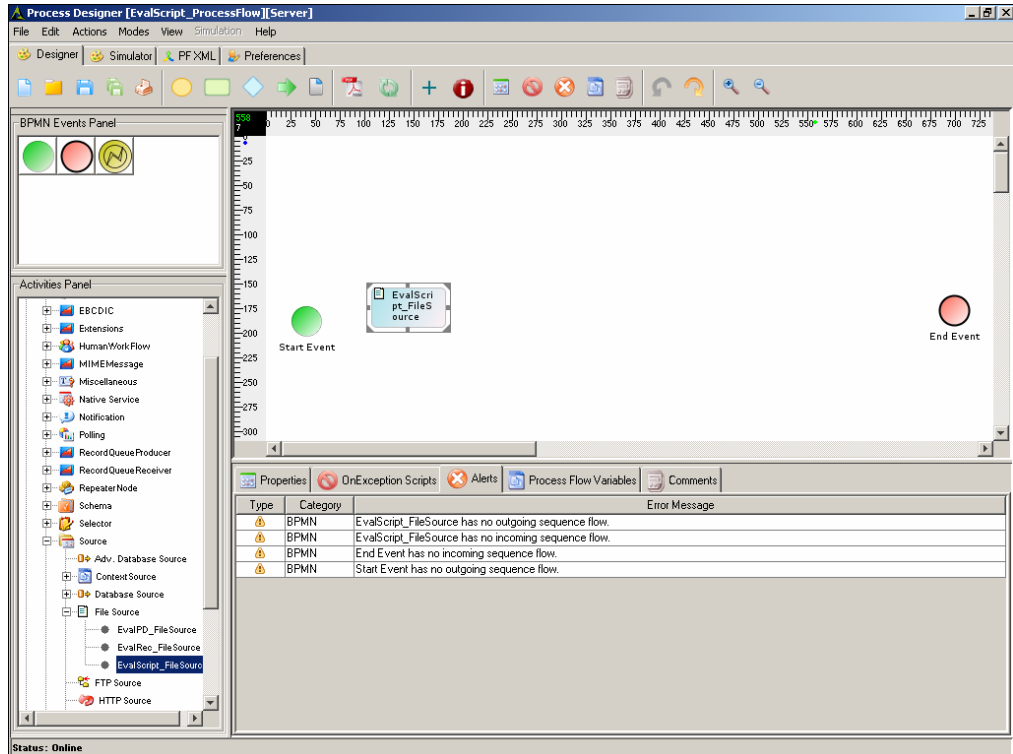 Process Designer [EvalScript_ProcessFlow][Server]
File Edit Actions Modes View Simulation Help
Designer Simulator PF XML Preferences
BPMN Events Panel
558
7
0 25 50 75 100 125 150 175 200 225 250 275 300 325 350 375 400 425 450 475 500 525 550 575 600 625 650 675 700 725
0
25
50
75
100
125
150
175
200
225
250
275
300
EvalScri
pt_FileS
ource
Start Event
End Event
Activities Panel
EBCDIC
Extensions
HumanWorkFlow
MIMEMessage
Miscellaneous
Native Service
Notification
Polling
RecordQueueProducer
RecordQueueReceiver
RepeaterNode
Schema
Selector
Source
Adv. Database Source
ContextSource
Database Source
File Source
EvalPD_FileSource
EvalRec_FileSource
EvalScript_FileSourc
FTP Source
HTTP Source
Properties OnException Scripts Alerts Process Flow Variables Comments
Type Category Error Message
BPMN EvalScript_FileSource has no outgoing sequence flow.
BPMN EvalScript_FileSource has no incoming sequence flow.
BPMN End Event has no incoming sequence flow.
BPMN Start Event has no outgoing sequence flow.
Status: Online